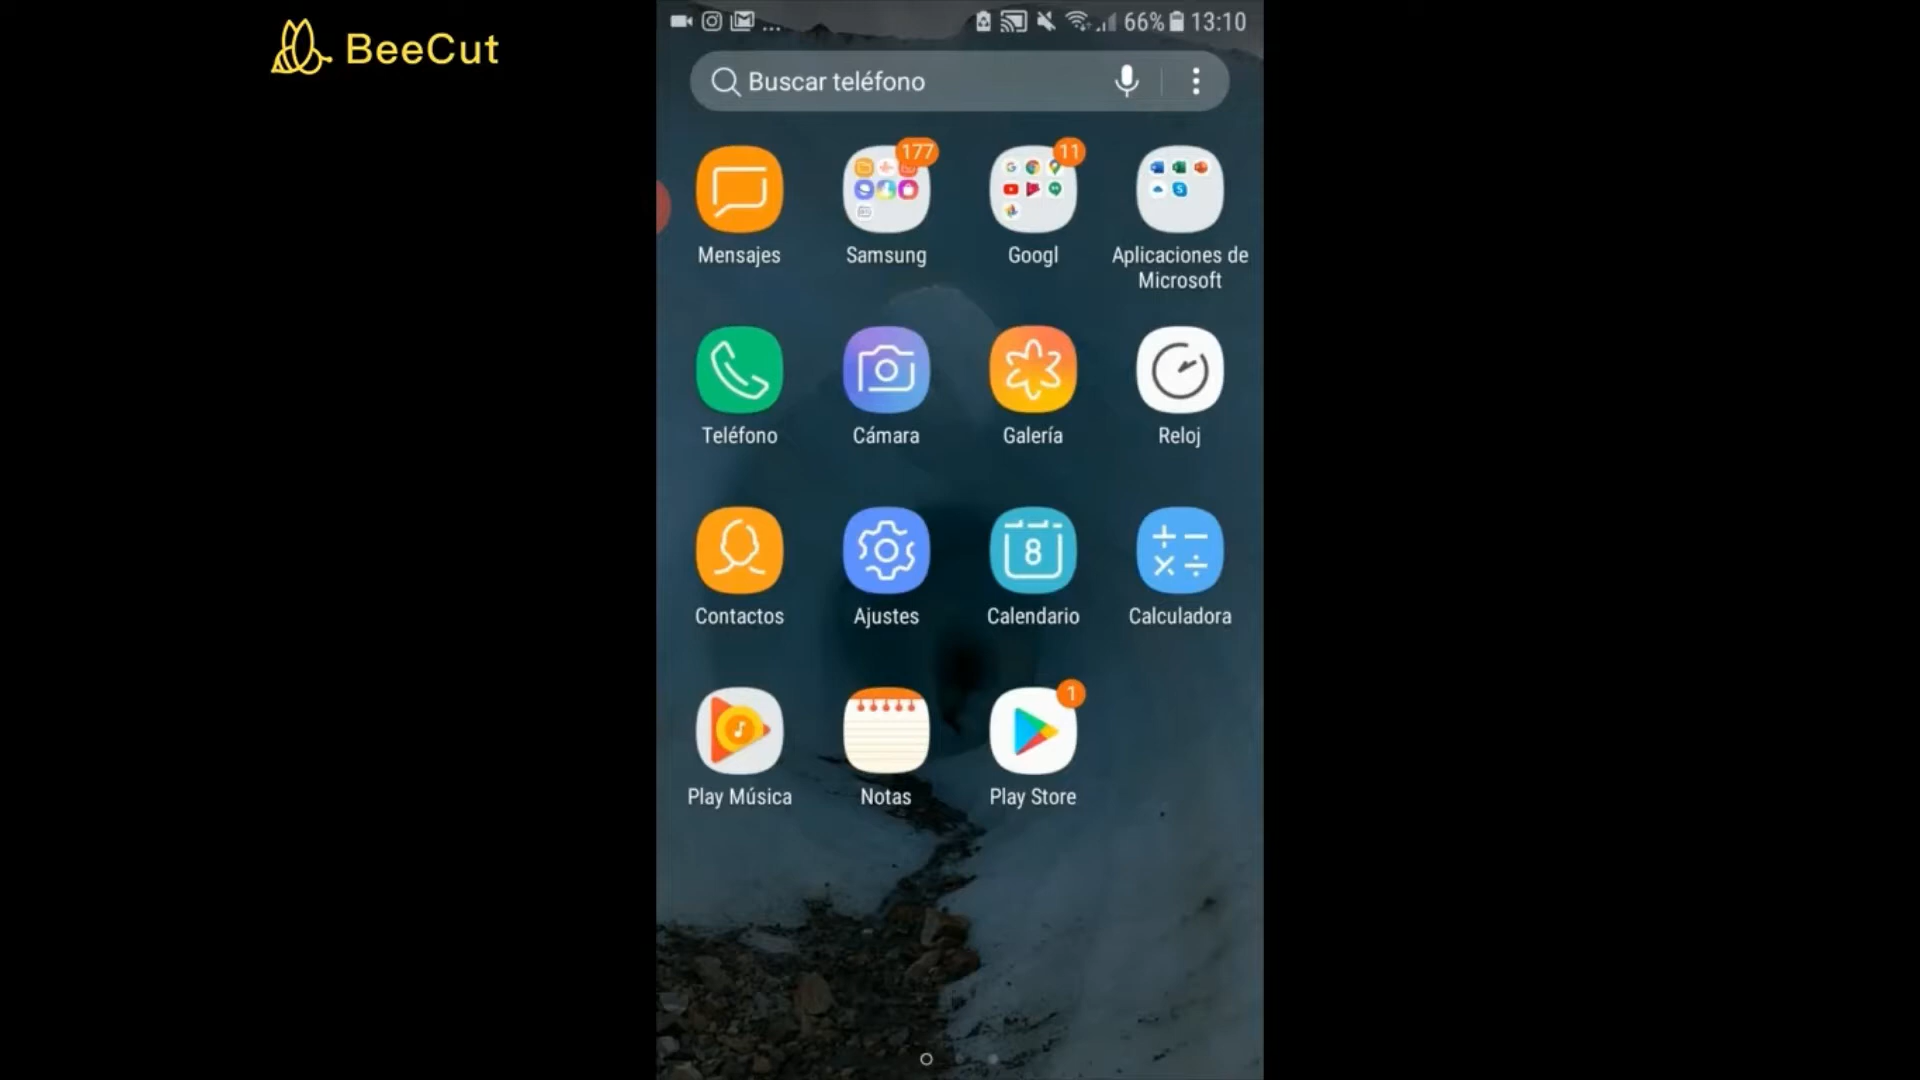 BeeCut
... 66% 13:10
Buscar teléfono
177
11
Mensajes
Samsung
Googl
Aplicaciones de
Microsoft
Teléfono
Cámara
Galería
Reloj
8
Contactos
Ajustes
Calendario
Calculadora
1
Play Música
Notas
Play Store